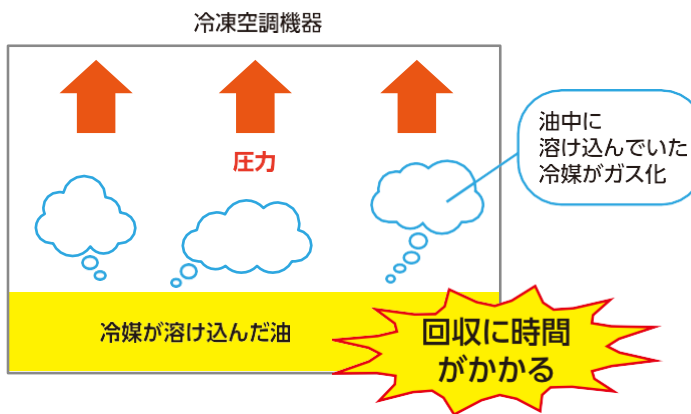 冷凍空調機器
圧力
油中に
溶け込んでいた
冷媒がガス化
冷媒が溶け込んだ油
回収に時間
がかかる